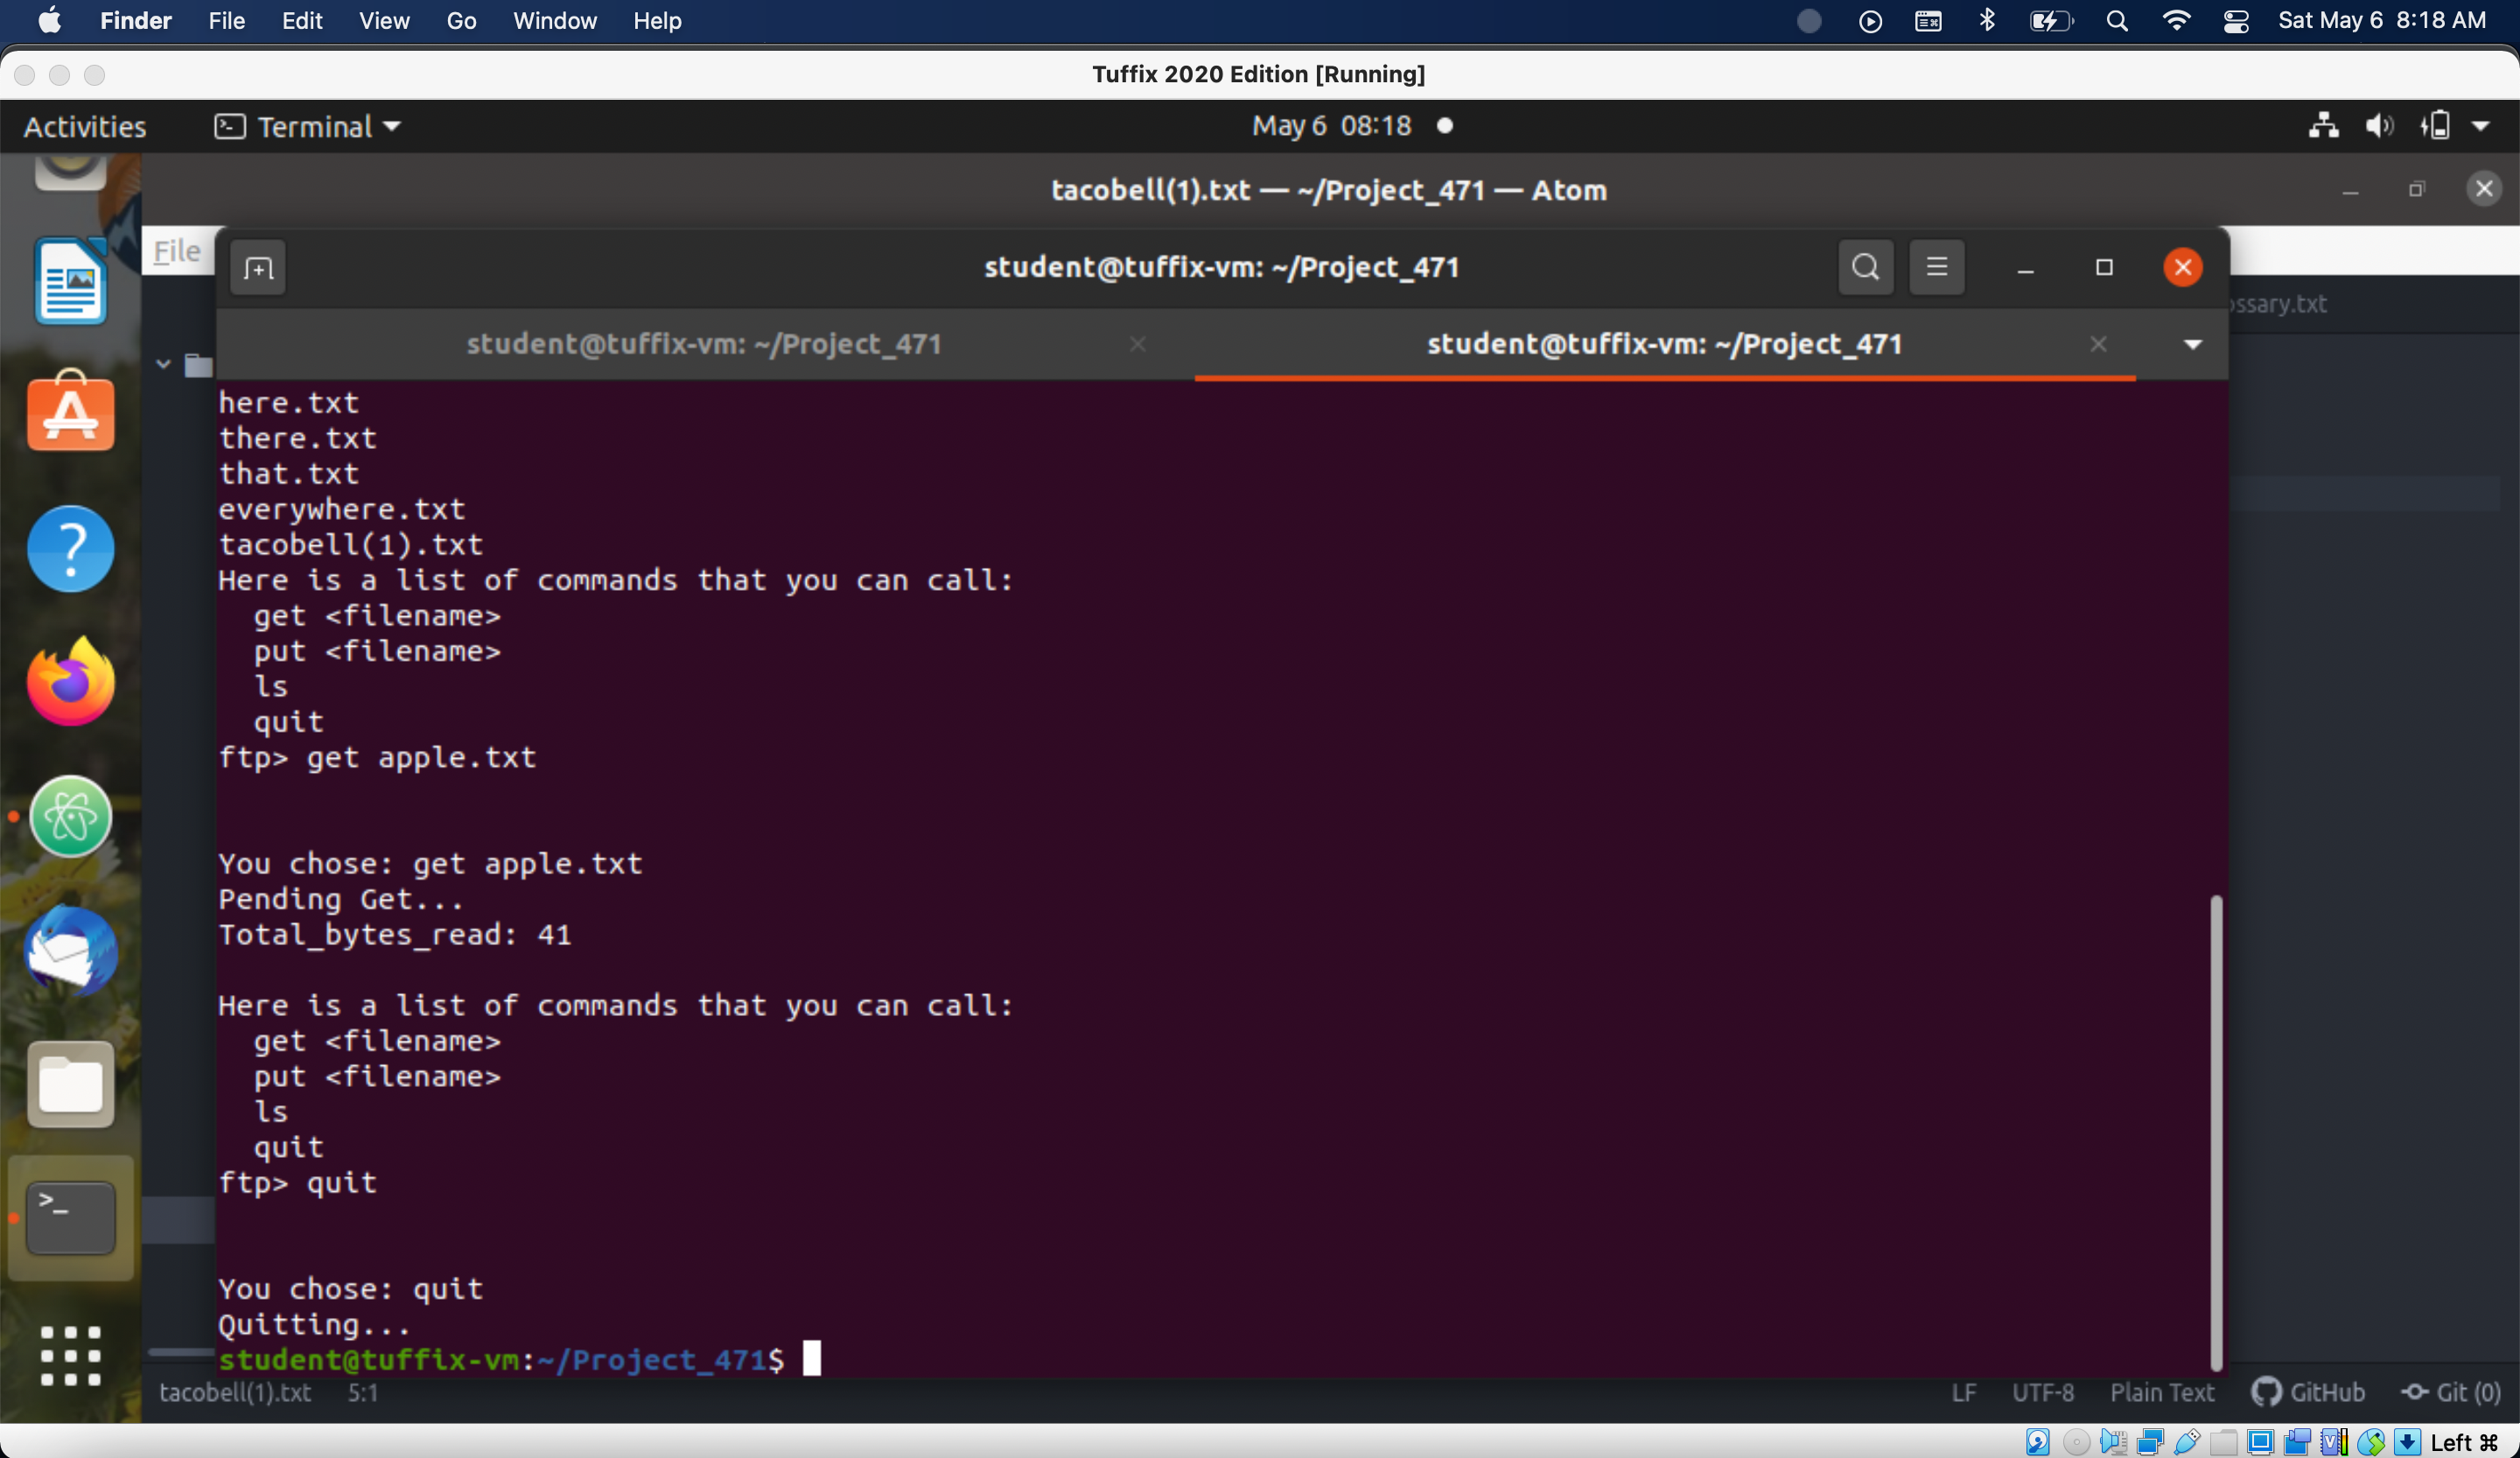 Finder File Edit View Go Window Help Sat May 6 8:18 AM
Tuffix 2020 Edition [Running]
Activities Terminal May 6 08:18
tacobell(1).txt — ~/Project_471 — Atom
File
student@tuffix-vm: ~/Project_471
ossary.txt
student@tuffix-vm: ~/Project_471 student@tuffix-vm: ~/Project_471
here.txt
there.txt
that.txt
everywhere.txt
tacobell(1).txt
Here is a list of commands that you can call:
get <filename>
put <filename>
ls
quit
ftp> get apple.txt
You chose: get apple.txt
Pending Get...
Total_bytes_read: 41
Here is a list of commands that you can call:
get <filename>
put <filename>
ls
quit
ftp> quit
You chose: quit
Quitting...
student@tuffix-vm:~/Project_471$
tacobell(1).txt 5:1 LF UTF-8 Plain Text GitHub Git (0)
Left ⌘